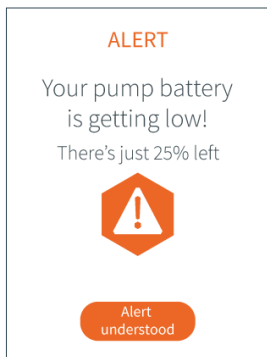 ALERT
Your pump battery
is getting low!
There's just 25% left
Alert
understood